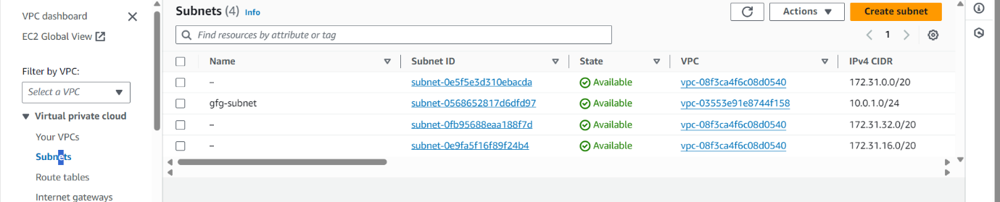 VPC dashboard
EC2 Global View
Filter by VPC:
Select a VPC
Virtual private cloud
Your VPCs
Subnets
Route tables
Internet gateways
Subnets (4) Info
Actions
Create subnet
Find resources by attribute or tag
1
Name Subnet ID State VPC IPv4 CIDR
– subnet-0e5f5e3d310ebacda Available vpc-08f3ca4f6c08d0540 172.31.0.0/20
gfg-subnet subnet-0568652817d6dfd97 Available vpc-03553e91e8744f158 10.0.1.0/24
– subnet-0fb95688eaa188f7d Available vpc-08f3ca4f6c08d0540 172.31.32.0/20
– subnet-0e9fa5f16f89f24b4 Available vpc-08f3ca4f6c08d0540 172.31.16.0/20